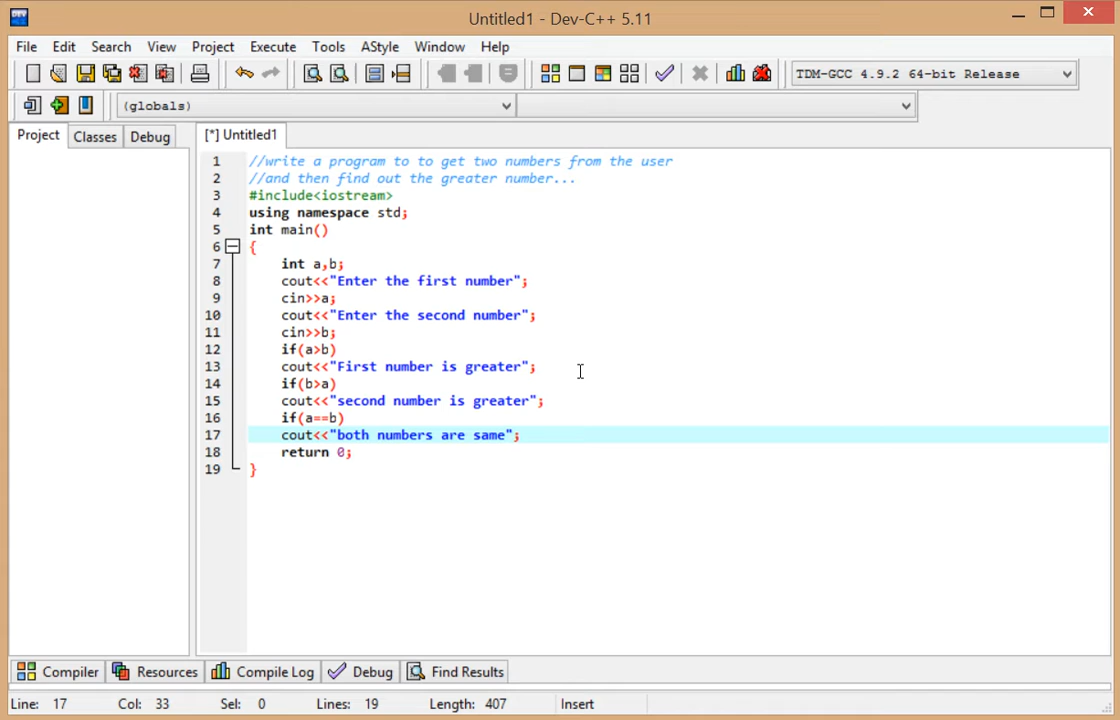 Untitled1 - Dev-C++ 5.11
File Edit Search View Project Execute Tools AStyle Window Help
TDM-GCC 4.9.2 64-bit Release
(globals)
Project Classes Debug [*] Untitled1
1 //write a program to to get two numbers from the user
2 //and then find out the greater number...
3 #include<iostream>
4 using namespace std;
5 int main()
6 {
7 int a,b;
8 cout<<"Enter the first number";
9 cin>>a;
10 cout<<"Enter the second number";
11 cin>>b;
12 if(a>b)
13 cout<<"First number is greater";
14 if(b>a)
15 cout<<"second number is greater";
16 if(a==b)
17 cout<<"both numbers are same";
18 return 0;
19 }
Compiler Resources Compile Log Debug Find Results
Line: 17 Col: 33 Sel: 0 Lines: 19 Length: 407 Insert